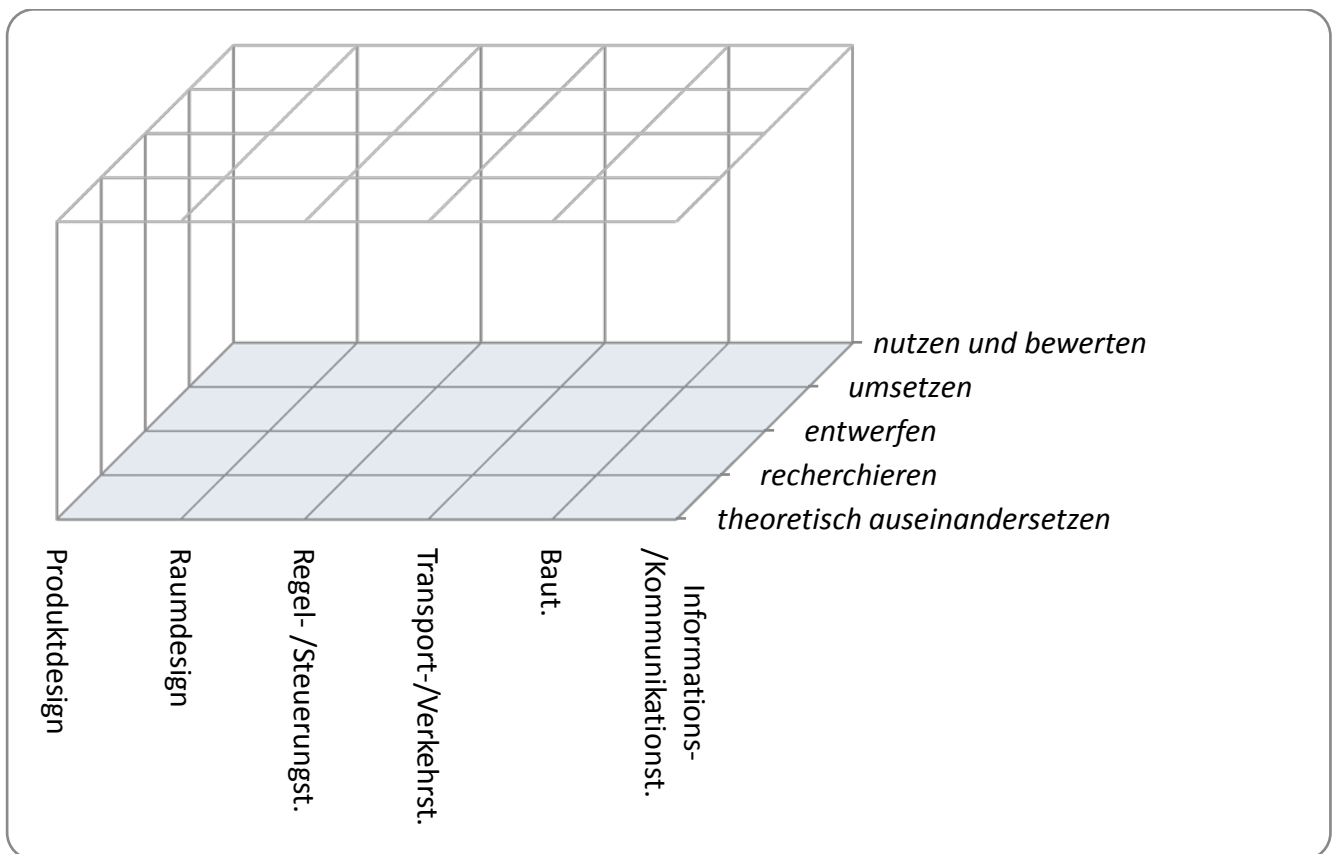 nutzen und bewerten
umsetzen
entwerfen
recherchieren
theoretisch auseinandersetzen
Produktdesign
Raumdesign
Regel- /Steuerungst.
Transport-/Verkehrst.
Baut.
Informations-
/Kommunikationst.